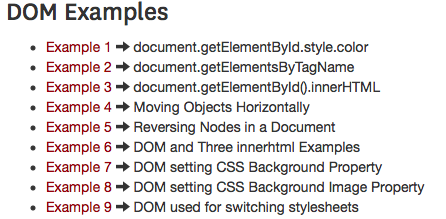 DOM Examples
Example 1 ➡ document.getElementById.style.color
Example 2 ➡ document.getElementsByTagName
Example 3 ➡ document.getElementById().innerHTML
Example 4 ➡ Moving Objects Horizontally
Example 5 ➡ Reversing Nodes in a Document
Example 6 ➡ DOM and Three innerhtml Examples
Example 7 ➡ DOM setting CSS Background Property
Example 8 ➡ DOM setting CSS Background Image Property
Example 9 ➡ DOM used for switching stylesheets